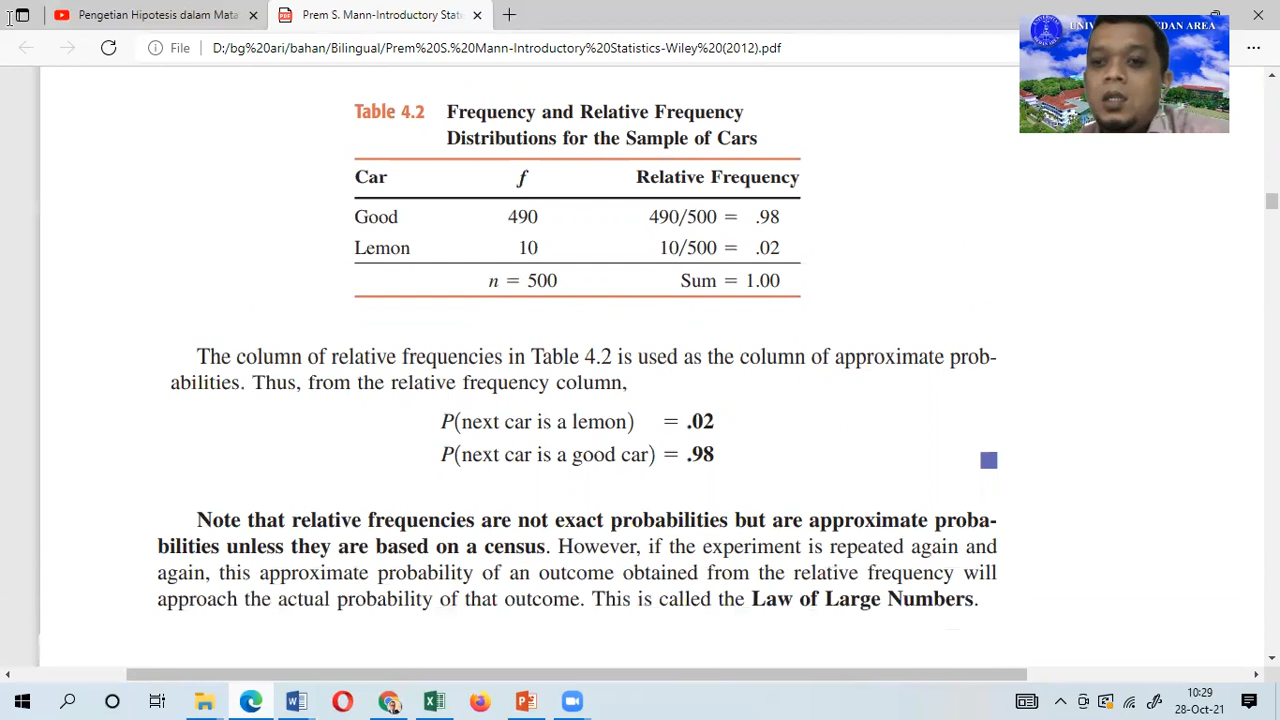 Pengetian Hipotesis dalam Mata
Prem S. Mann-Introductory Stat
File
D:/bg%20ari/bahan/Bilingual/Prem%20S.%20Mann-Introductory%20Statistics-Wiley%20(2012).pdf
Table 4.2 Frequency and Relative Frequency
Distributions for the Sample of Cars
Car f Relative Frequency
Good 490 490/500 = .98
Lemon 10 10/500 = .02
n = 500 Sum = 1.00
The column of relative frequencies in Table 4.2 is used as the column of approximate prob-
abilities. Thus, from the relative frequency column,
P(next car is a lemon) = .02
P(next car is a good car) = .98
Note that relative frequencies are not exact probabilities but are approximate proba-
bilities unless they are based on a census. However, if the experiment is repeated again and
again, this approximate probability of an outcome obtained from the relative frequency will
approach the actual probability of that outcome. This is called the Law of Large Numbers.
10:29
28-Oct-21